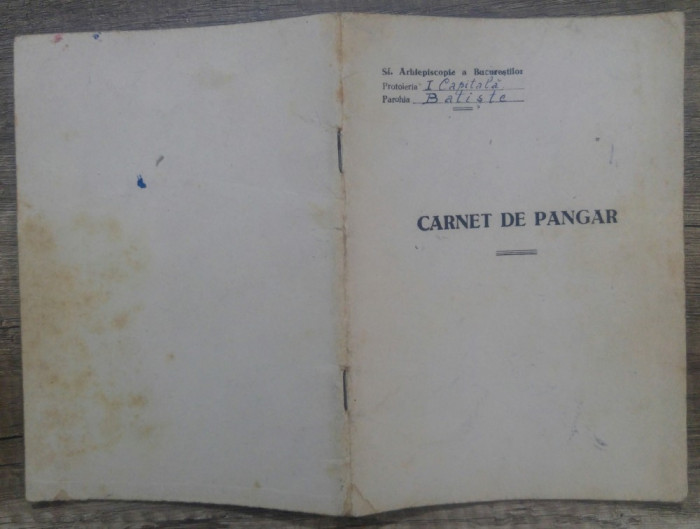 Sf. Arhiepiscopie a Bucureștilor
Protoieria I Capitală
Parohia Batiște
CARNET DE PANGAR